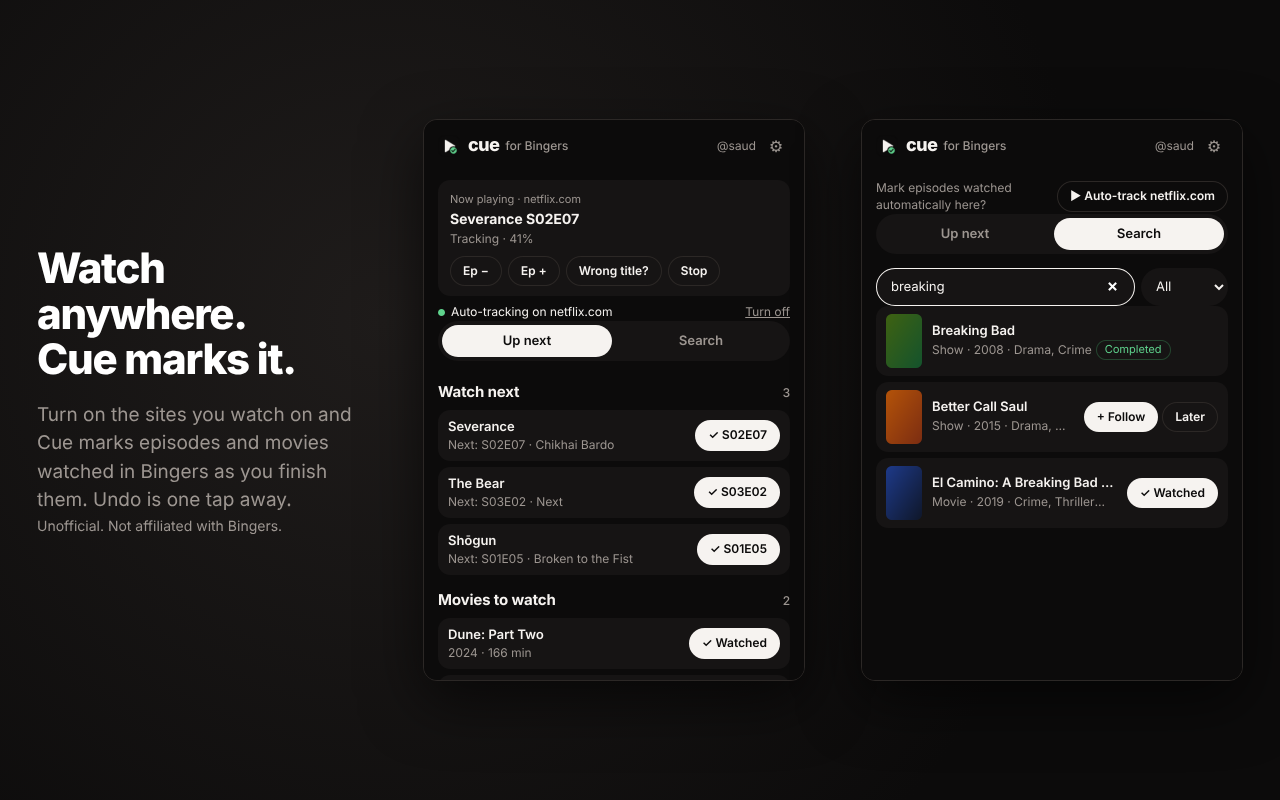 Watch
anywhere.
Cue marks it.
Turn on the sites you watch on and
Cue marks episodes and movies
watched in Bingers as you finish
them. Undo is one tap away.
Unofficial. Not affiliated with Bingers.
cue for Bingers @saud
Now playing · netflix.com
Severance S02E07
Tracking · 41%
Ep − Ep + Wrong title? Stop
Auto-tracking on netflix.com Turn off
Up next Search
Watch next 3
Severance
Next: S02E07 · Chikhai Bardo
✓ S02E07
The Bear
Next: S03E02 · Next
✓ S03E02
Shōgun
Next: S01E05 · Broken to the Fist
✓ S01E05
Movies to watch 2
Dune: Part Two
2024 · 166 min
✓ Watched
cue for Bingers @saud
Mark episodes watched
automatically here?
▶ Auto-track netflix.com
Up next Search
breaking ✕ All
Breaking Bad
Show · 2008 · Drama, Crime Completed
Better Call Saul
Show · 2015 · Drama, ...
+ Follow Later
El Camino: A Breaking Bad ...
Movie · 2019 · Crime, Thriller...
✓ Watched